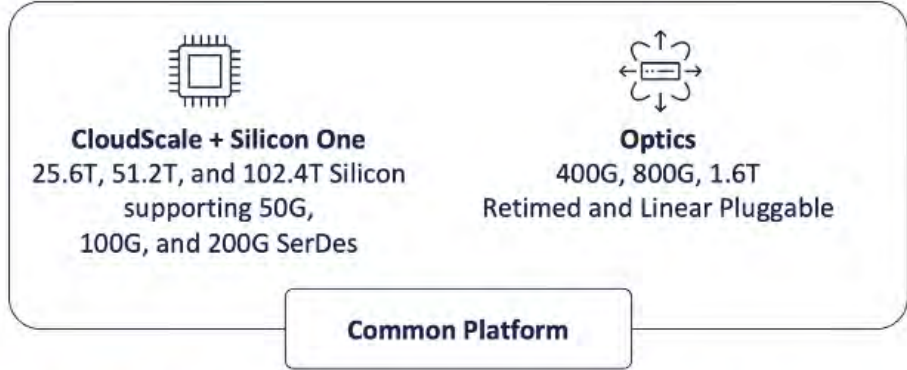 CloudScale + Silicon One
25.6T, 51.2T, and 102.4T Silicon
supporting 50G,
100G, and 200G SerDes
Optics
400G, 800G, 1.6T
Retimed and Linear Pluggable
Common Platform